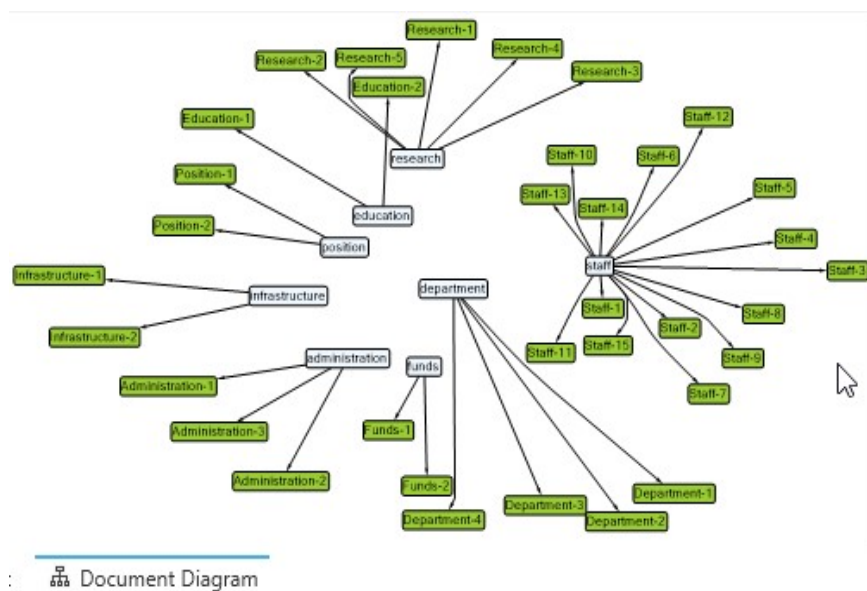 Research-1
Research-2
Research-5
Research-4
Research-3
Education-2
Education-1
research
Position-1
education
Position-2
position
Staff-12
Staff-10
Staff-6
Staff-5
Staff-13
Staff-14
Staff-4
staff
Staff-3
Staff-1
Staff-8
Staff-2
Staff-11
Staff-15
Staff-9
Staff-7
Infrastructure-1
infrastructure
department
Infrastructure-2
administration
funds
Administration-1
Administration-3
Funds-1
Administration-2
Funds-2
Department-1
Department-3
Department-4
Department-2
: Document Diagram